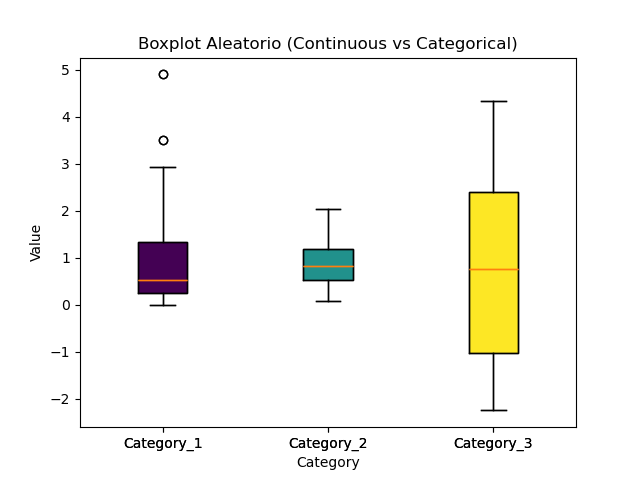 Boxplot Aleatorio (Continuous vs Categorical)
5
4
3
2
1
0
−1
−2
Value
Category_1 Category_2 Category_3
Category